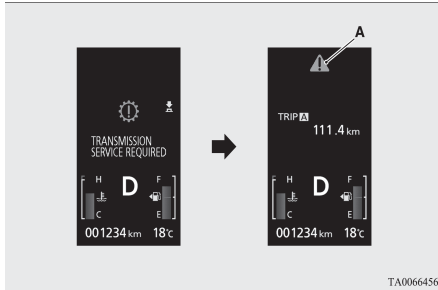 A
TRANSMISSION
SERVICE REQUIRED
F H D F
C E
001234 km 18°C
TRIP A
111.4 km
F H D F
C E
001234 km 18°C
TA0066456